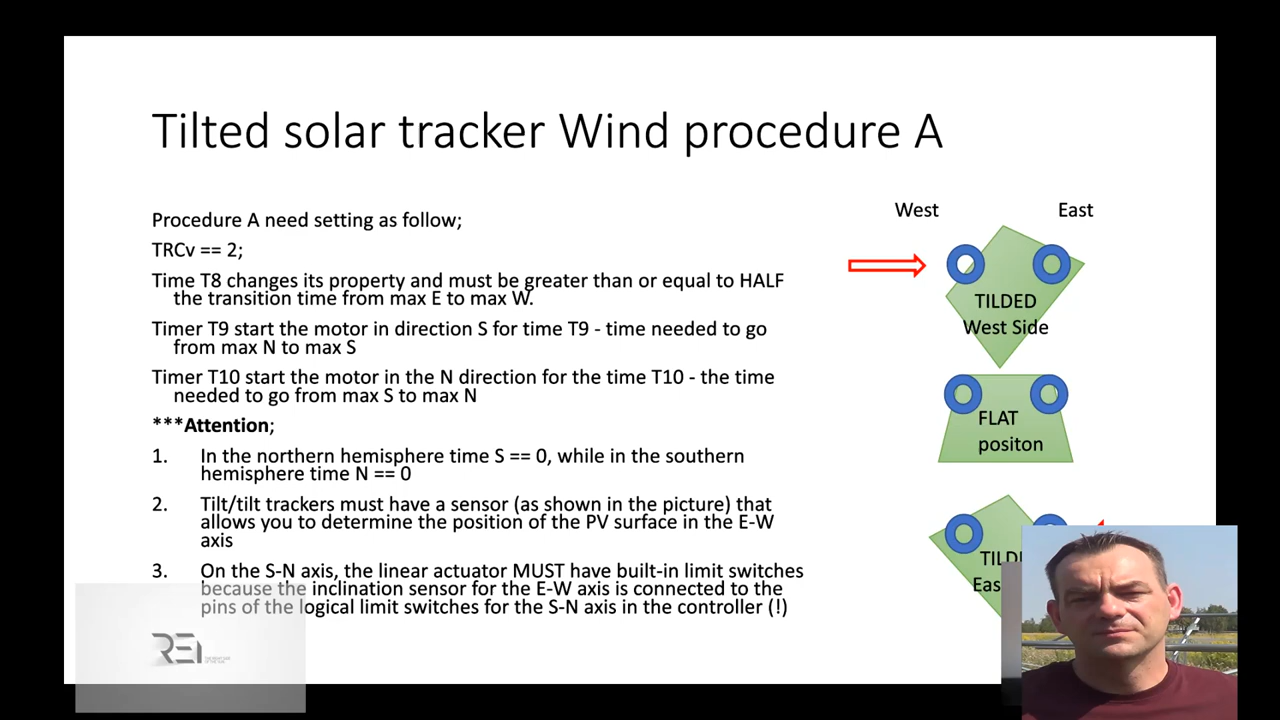 Tilted solar tracker Wind procedure A
Procedure A need setting as follow;
TRCv == 2;
Time T8 changes its property and must be greater than or equal to HALF
the transition time from max E to max W.
Timer T9 start the motor in direction S for time T9 - time needed to go
from max N to max S
Timer T10 start the motor in the N direction for the time T10 - the time
needed to go from max S to max N
***Attention;
1. In the northern hemisphere time S == 0, while in the southern
hemisphere time N == 0
2. Tilt/tilt trackers must have a sensor (as shown in the picture) that
allows you to determine the position of the PV surface in the E-W
axis
3. On the S-N axis, the linear actuator MUST have built-in limit switches
because the inclination sensor for the E-W axis is connected to the
pins of the logical limit switches for the S-N axis in the controller (!)
West
East
TILDED
West Side
FLAT
positon
REI